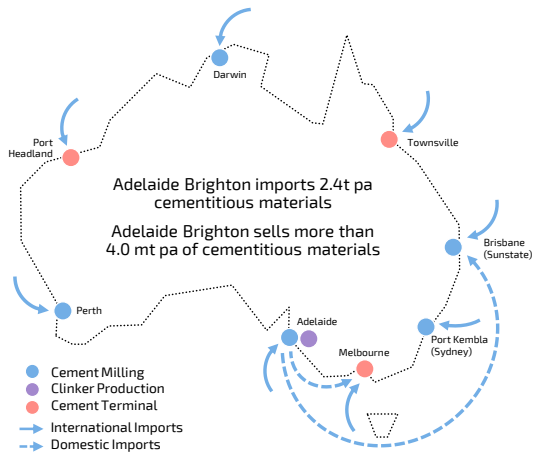 Darwin
Port
Headland
Townsville
Adelaide Brighton imports 2.4t pa
cementitious materials
Adelaide Brighton sells more than
4.0 mt pa of cementitious materials
Brisbane
(Sunstate)
Perth
Adelaide
Port Kembla
(Sydney)
Melbourne
Cement Milling
Clinker Production
Cement Terminal
International Imports
Domestic Imports